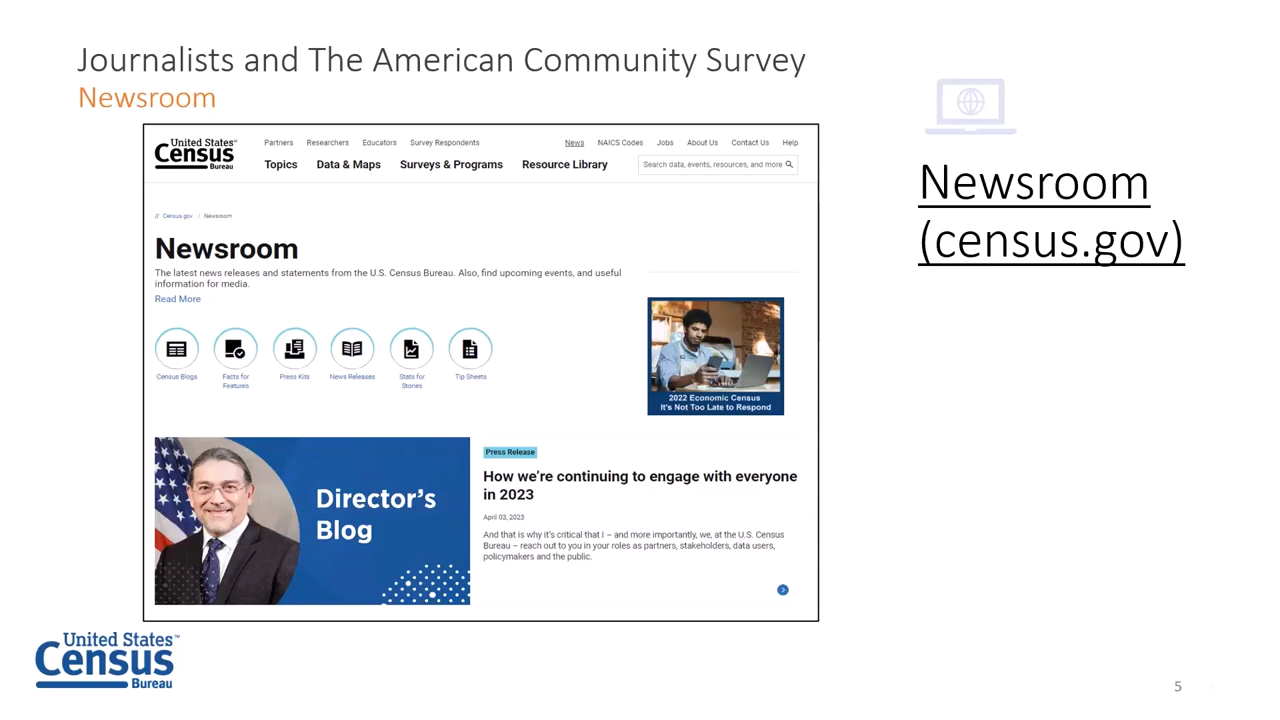 Journalists and The American Community Survey
Newsroom
United States™
Census
Bureau
Partners Researchers Educators Survey Respondents News NAICS Codes Jobs About Us Contact Us Help
Topics Data & Maps Surveys & Programs Resource Library Search data, events, resources, and more
// Census.gov / Newsroom
Newsroom
The latest news releases and statements from the U.S. Census Bureau. Also, find upcoming events, and useful
information for media.
Read More
Census Blogs
Facts for
Features
Press Kits
News Releases
Stats for
Stories
Tip Sheets
2022 Economic Census
It's Not Too Late to Respond
Director's
Blog
Press Release
How we're continuing to engage with everyone
in 2023
April 03, 2023
And that is why it's critical that I – and more importantly, we, at the U.S. Census
Bureau – reach out to you in your roles as partners, stakeholders, data users,
policymakers and the public.
Newsroom
(census.gov)
United States™
Census
Bureau
5